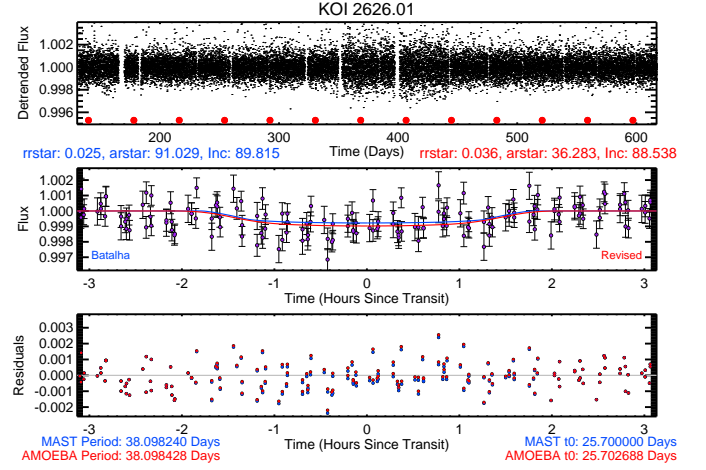 KOI 2626.01
Detrended Flux
1.002
1.000
0.998
0.996
200 300 400 500 600
Time (Days)
rrstar: 0.025, arstar: 91.029, Inc: 89.815
rrstar: 0.036, arstar: 36.283, Inc: 88.538
Flux
1.002
1.001
1.000
0.999
0.998
0.997
Batalha
Revised
-3 -2 -1 0 1 2 3
Time (Hours Since Transit)
Residuals
0.003
0.002
0.001
0.000
-0.001
-0.002
-3 -2 -1 0 1 2 3
Time (Hours Since Transit)
MAST Period: 38.098240 Days
AMOEBA Period: 38.098428 Days
MAST t0: 25.700000 Days
AMOEBA t0: 25.702688 Days